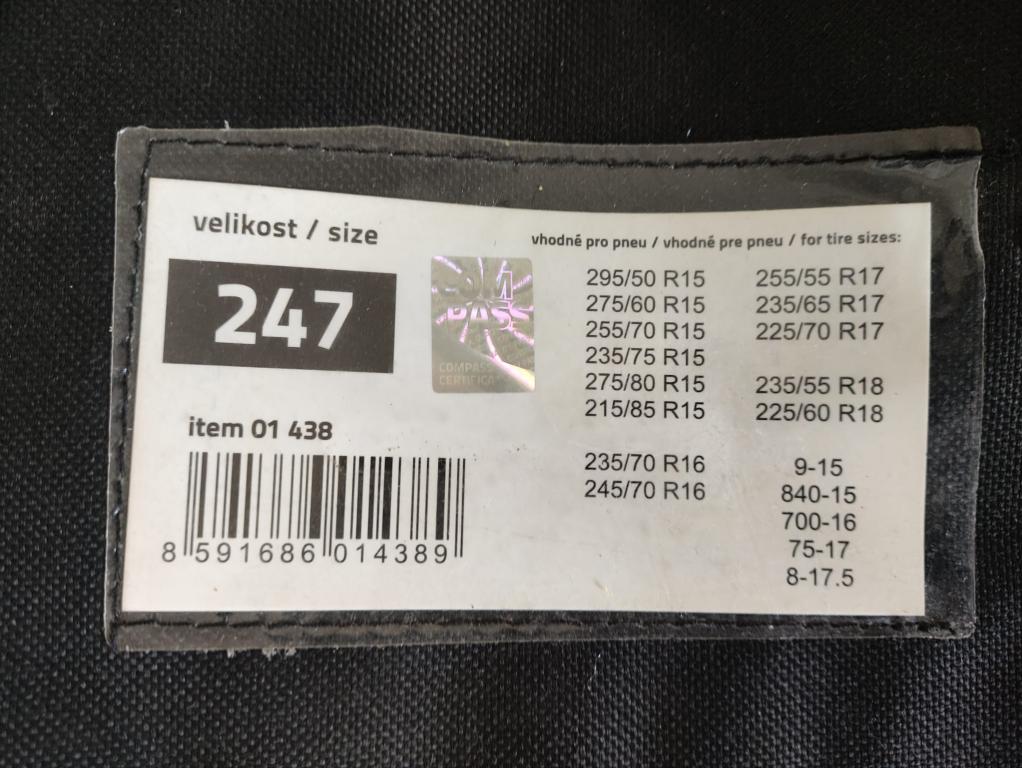 velikost / size
247
COM
PASS
COMPASS
item 01 438
8 591686 014389
vhodné pro pneu / vhodné pre pneu / for tire sizes:
295/50 R15
275/60 R15
255/70 R15
235/75 R15
275/80 R15
215/85 R15
235/70 R16
245/70 R16
255/55 R17
235/65 R17
225/70 R17
235/55 R18
225/60 R18
9-15
840-15
700-16
75-17
8-17.5